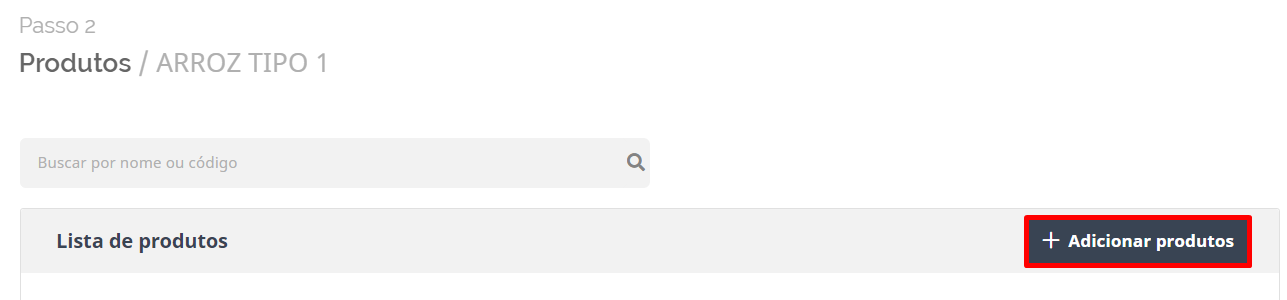 Passo 2
Produtos / ARROZ TIPO 1
Buscar por nome ou código
Lista de produtos
+ Adicionar produtos